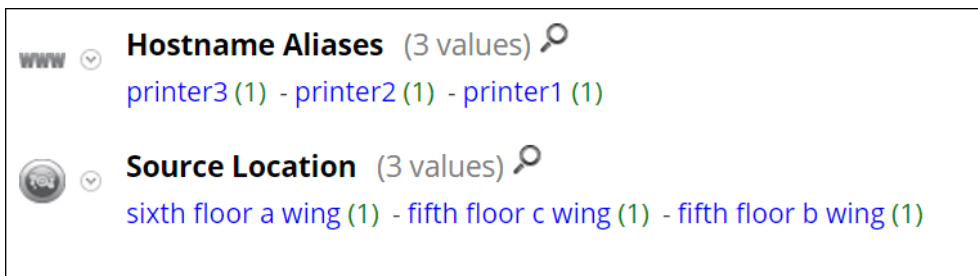 www Hostname Aliases (3 values)
printer3 (1) - printer2 (1) - printer1 (1)
Source Location (3 values)
sixth floor a wing (1) - fifth floor c wing (1) - fifth floor b wing (1)